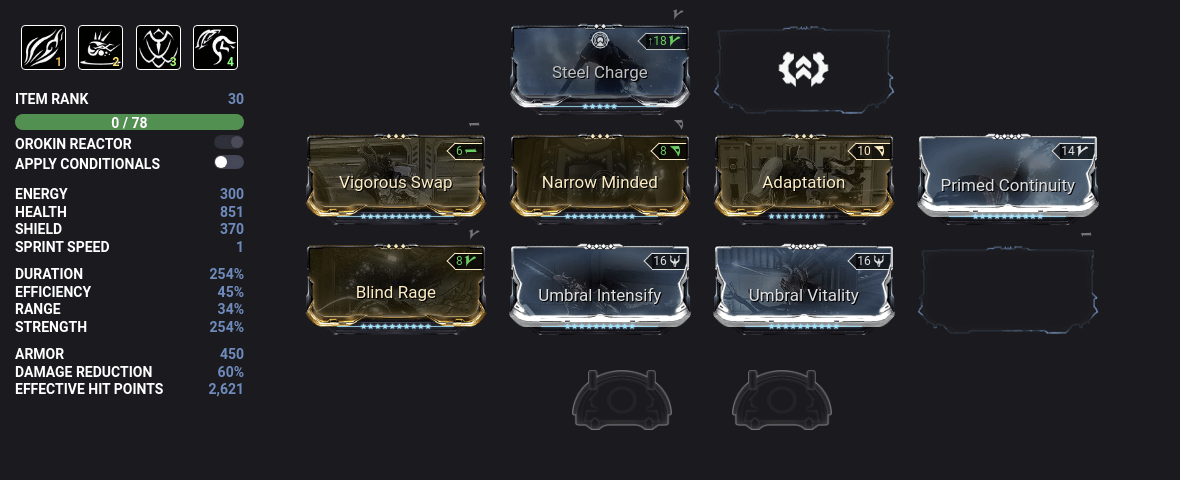 1 2 3 4
ITEM RANK 30
0 / 78
OROKIN REACTOR
APPLY CONDITIONALS
ENERGY 300
HEALTH 851
SHIELD 370
SPRINT SPEED 1
DURATION 254%
EFFICIENCY 45%
RANGE 34%
STRENGTH 254%
ARMOR 450
DAMAGE REDUCTION 60%
EFFECTIVE HIT POINTS 2,621
↑18
Steel Charge
6
Vigorous Swap
8
Narrow Minded
10
Adaptation
14
Primed Continuity
8
Blind Rage
16
Umbral Intensify
16
Umbral Vitality